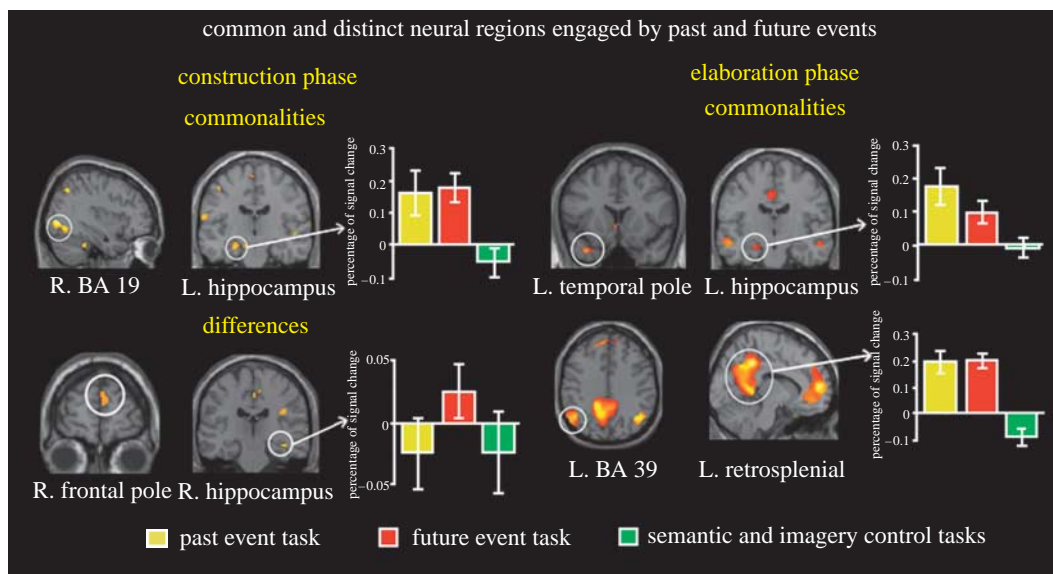 common and distinct neural regions engaged by past and future events
construction phase
commonalities
R. BA 19
L. hippocampus
percentage of signal change
0.3
0.2
0.1
0
–0.1
differences
R. frontal pole
R. hippocampus
percentage of signal change
0.05
0
–0.05
elaboration phase
commonalities
L. temporal pole
L. hippocampus
percentage of signal change
0.3
0.2
0.1
0
–0.1
L. BA 39
L. retrosplenial
percentage of signal change
0.3
0.2
0.1
0
–0.1
past event task
future event task
semantic and imagery control tasks